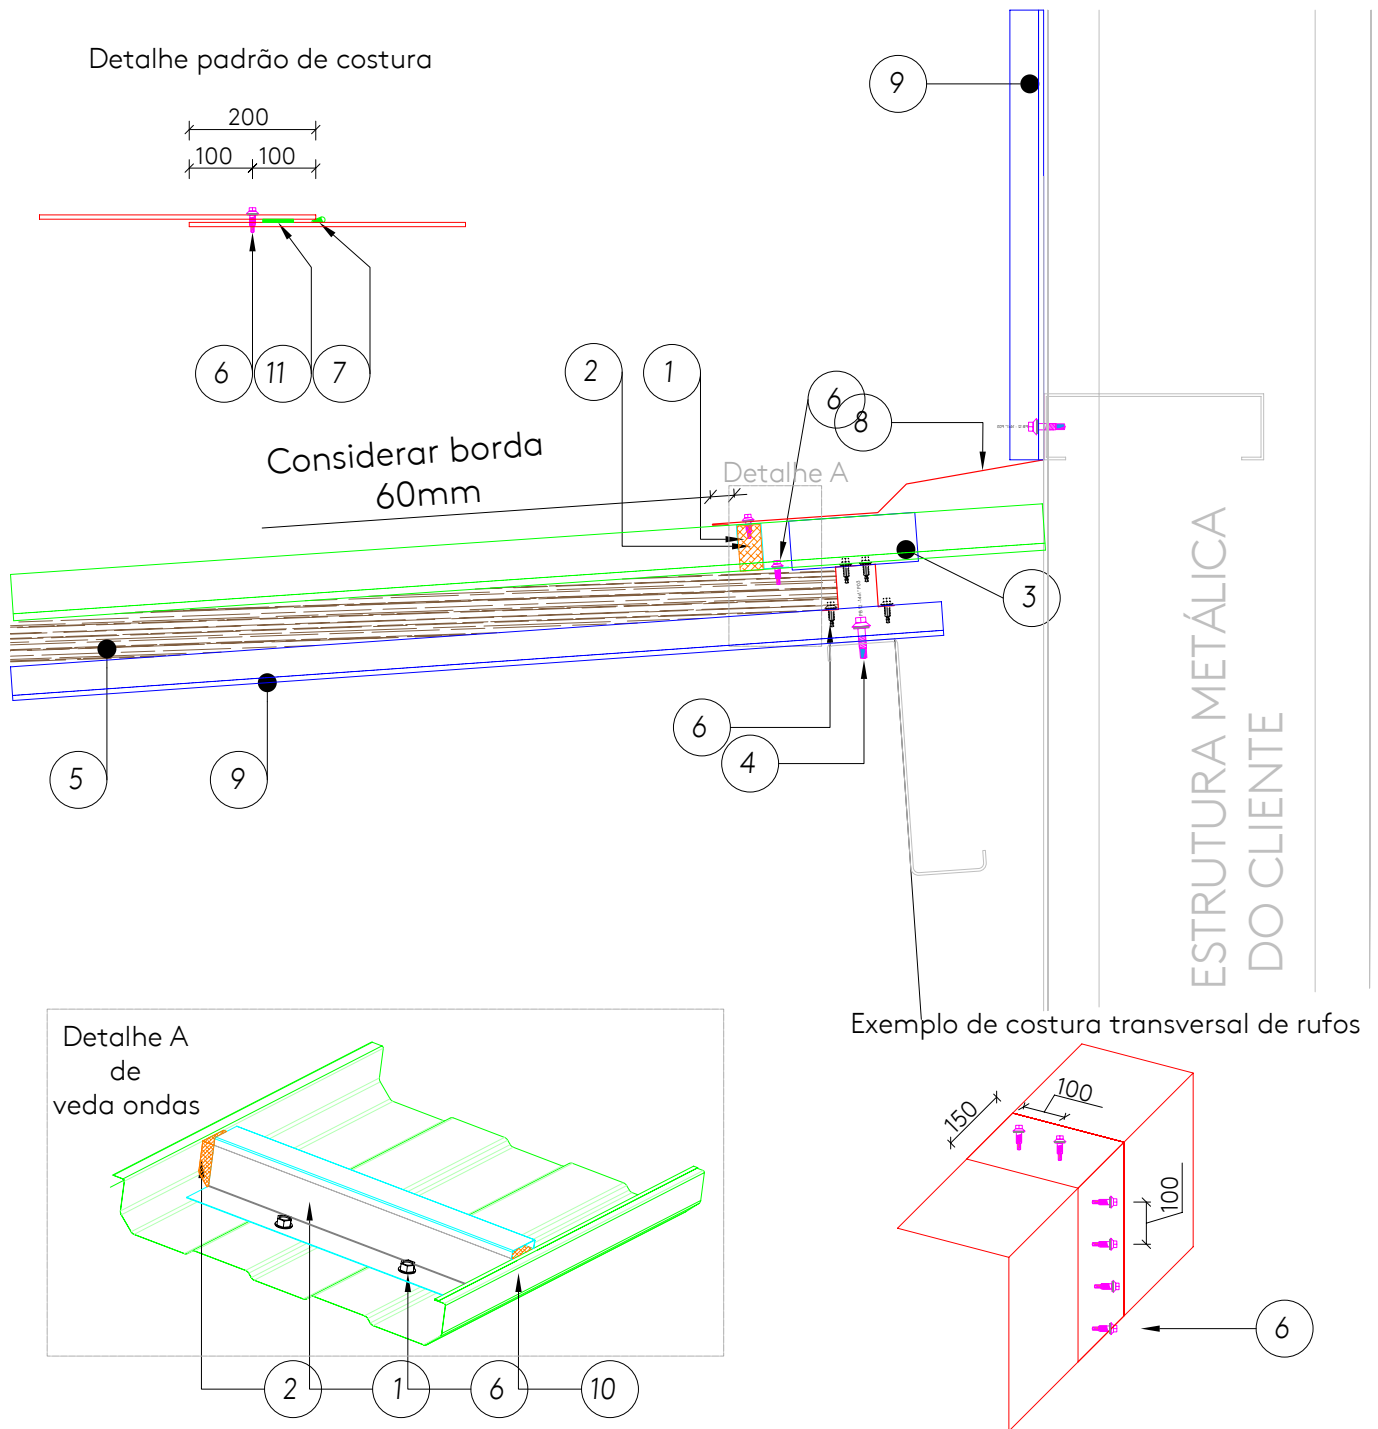 Detalhe padrão de costura
200
100 100
6 11 7
9
2 1
6
8
Considerar borda
60mm
Detalhe A
3
6
4
5
9
ESTRUTURA METÁLICA
DO CLIENTE
Detalhe A
de
veda ondas
2 1 6 10
Exemplo de costura transversal de rufos
150
100
100
6